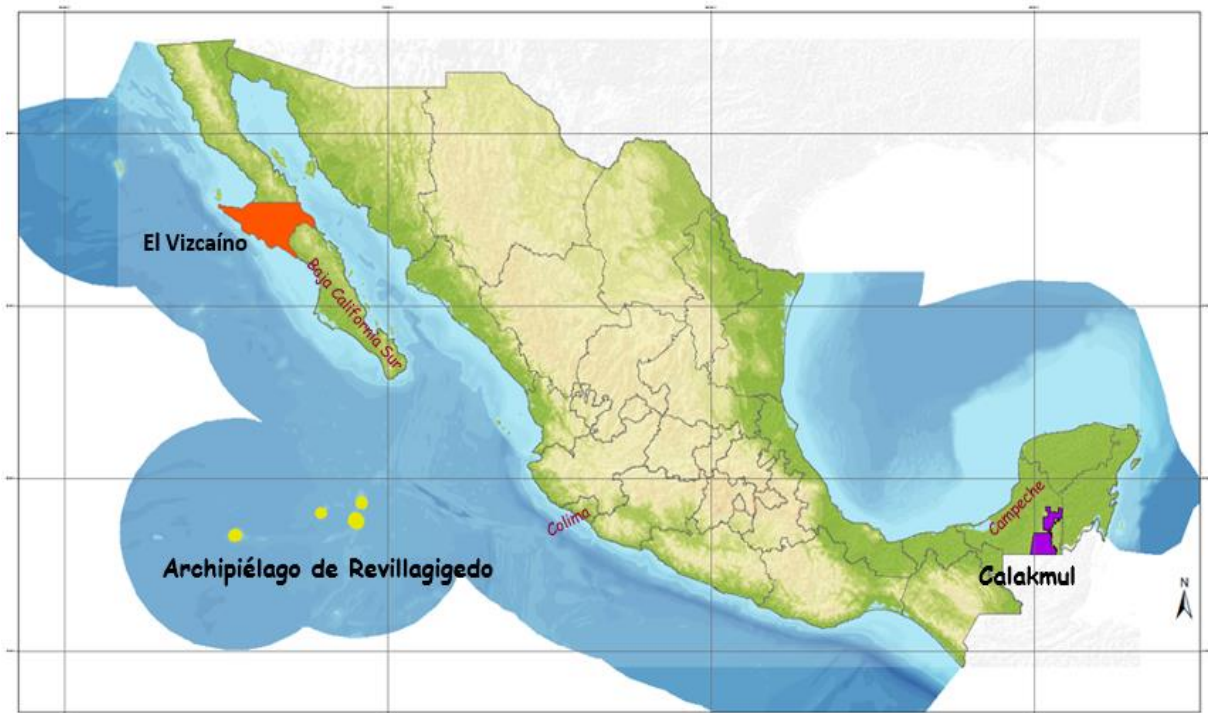 El Vizcaíno
Baja California Sur
Colima
Campeche
Archipiélago de Revillagigedo
Calakmul
N